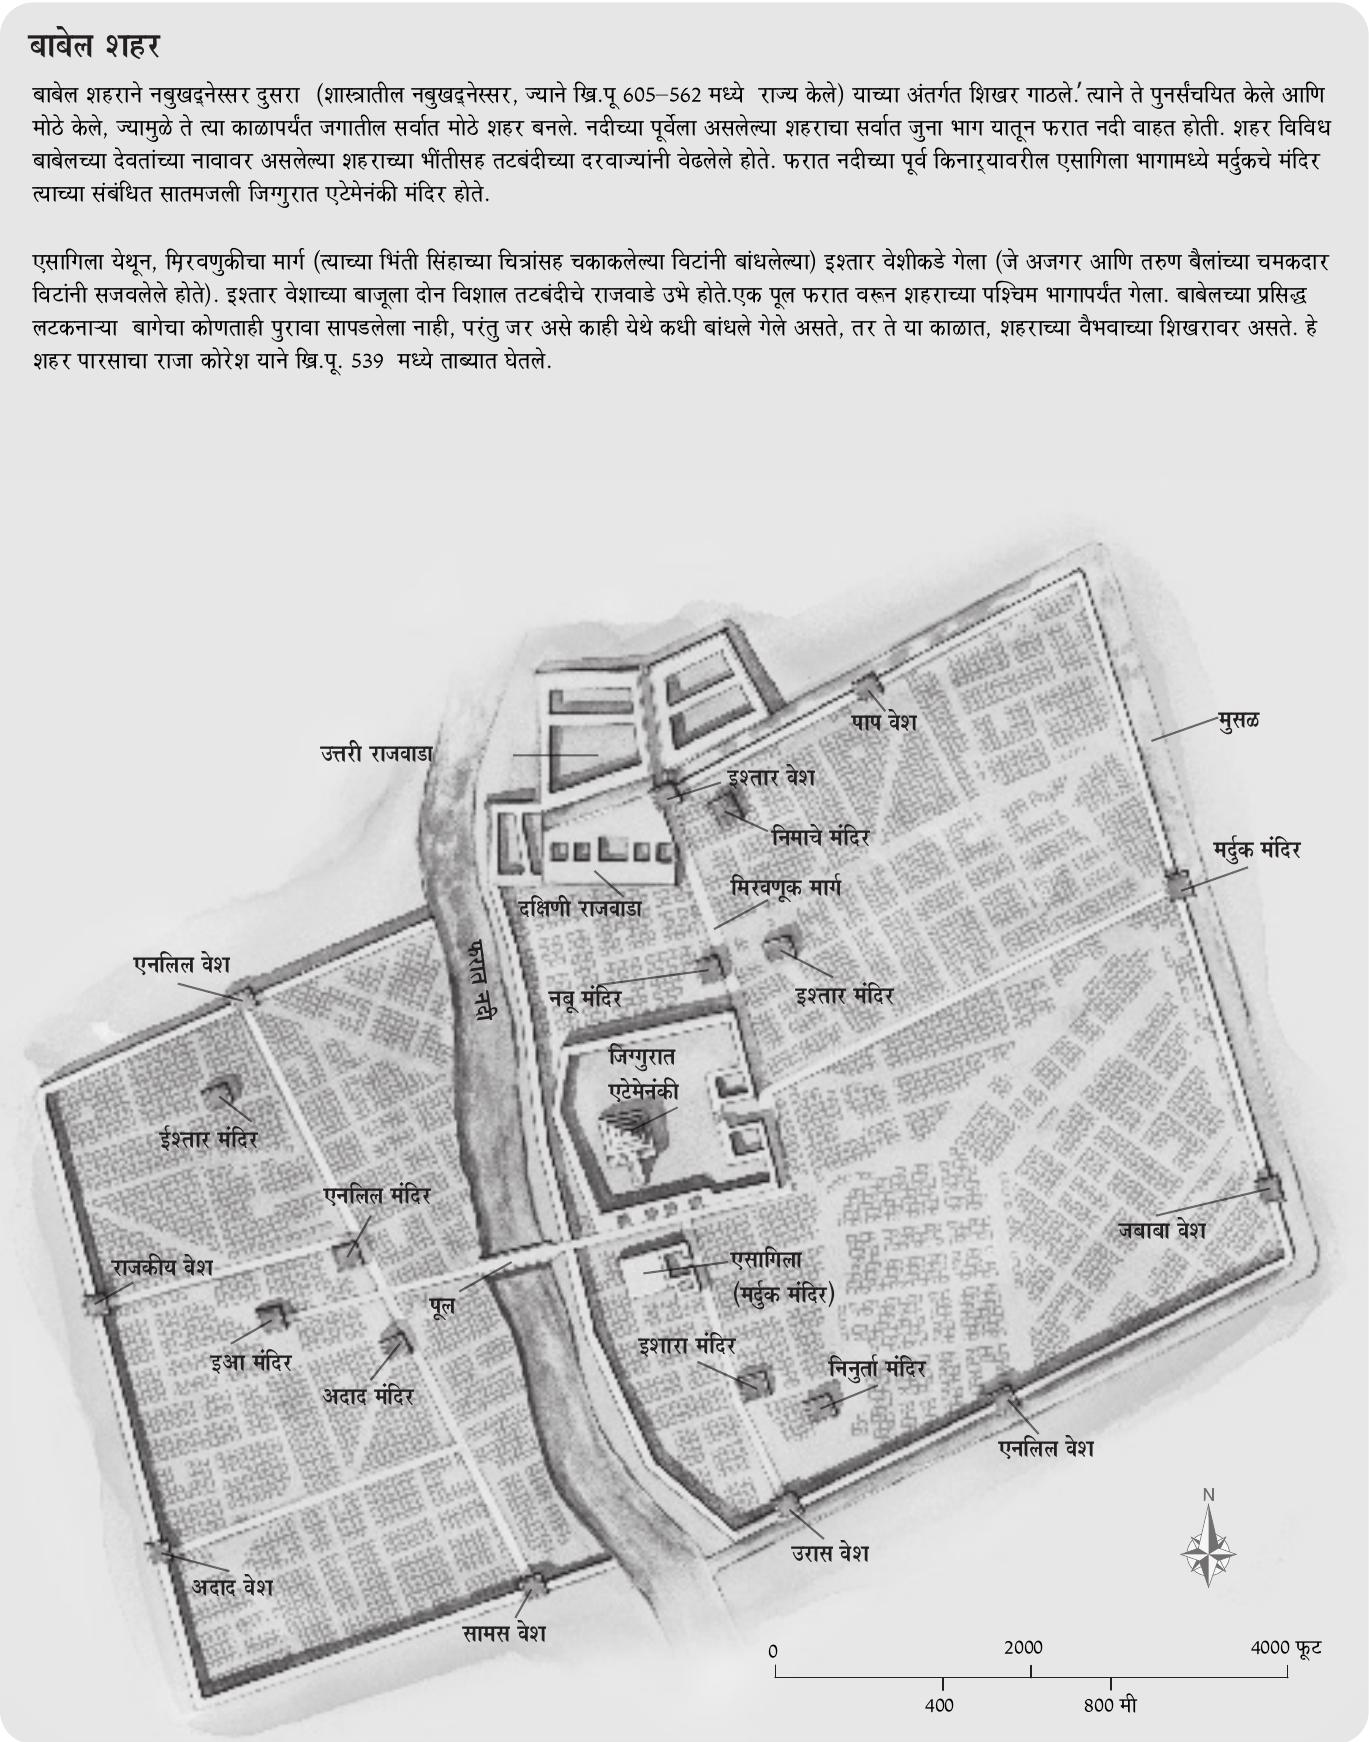 बाबेल शहर
बाबेल शहराने नबुखद्नेस्सर दुसरा (शास्त्रातील नबुखद्नेस्सर, ज्याने ख्रि.पू 605–562 मध्ये राज्य केले) याच्या अंतर्गत शिखर गाठले.' त्याने ते पुनर्संचयित केले आणि
मोठे केले, ज्यामुळे ते त्या काळापर्यंत जगातील सर्वात मोठे शहर बनले. नदीच्या पूर्वेला असलेल्या शहराचा सर्वात जुना भाग यातून फरात नदी वाहत होती. शहर विविध
बाबेलच्या देवतांच्या नावावर असलेल्या शहराच्या भींतीसह तटबंदीच्या दरवाज्यांनी वेढलेले होते. फरात नदीच्या पूर्व किनाऱ्यावरील एसागिला भागामध्ये मर्दुकचे मंदिर
त्याच्या संबंधित सातमजली जिग्गुरात एटेमेनंकी मंदिर होते.
एसागिला येथून, मिरवणुकीचा मार्ग (त्याच्या भिंती सिंहाच्या चित्रांसह चकाकलेल्या विटांनी बांधलेल्या) इश्तार वेशीकडे गेला (जे अजगर आणि तरुण बैलांच्या चमकदार
विटांनी सजवलेले होते). इश्तार वेशाच्या बाजूला दोन विशाल तटबंदीचे राजवाडे उभे होते.एक पूल फरात वरून शहराच्या पश्चिम भागापर्यंत गेला. बाबेलच्या प्रसिद्ध
लटकनाऱ्या बागेचा कोणताही पुरावा सापडलेला नाही, परंतु जर असे काही येथे कधी बांधले गेले असते, तर ते या काळात, शहराच्या वैभवाच्या शिखरावर असते. हे
शहर पारसाचा राजा कोरेश याने ख्रि.पू. 539 मध्ये ताब्यात घेतले.
पाप वेश
मुसळ
उत्तरी राजवाडा
इश्तार वेश
निमाचे मंदिर
मर्दुक मंदिर
मिरवणूक मार्ग
दक्षिणी राजवाडा
फरात नदी
एनलिल वेश
नबू मंदिर
इश्तार मंदिर
जिग्गुरात
एटेमेनंकी
ईश्तार मंदिर
एनलिल मंदिर
जबाबा वेश
राजकीय वेश
एसागिला
(मर्दुक मंदिर)
पूल
इशारा मंदिर
इआ मंदिर
निनुर्ता मंदिर
अदाद मंदिर
एनलिल वेश
N
उरास वेश
अदाद वेश
सामस वेश
0 2000 4000 फूट
400 800 मी